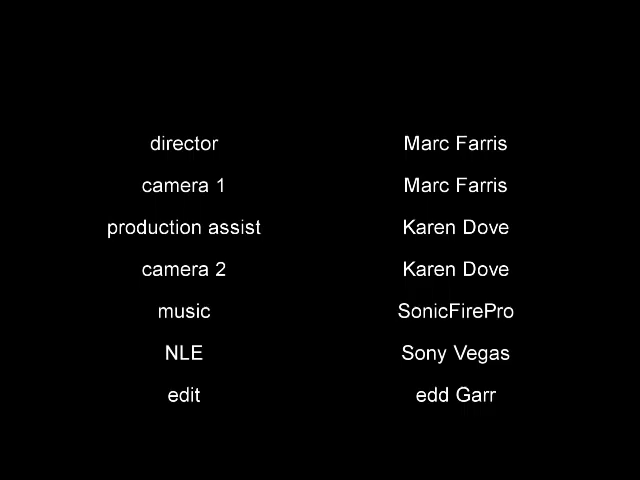 director Marc Farris
camera 1 Marc Farris
production assist Karen Dove
camera 2 Karen Dove
music SonicFirePro
NLE Sony Vegas
edit edd Garr